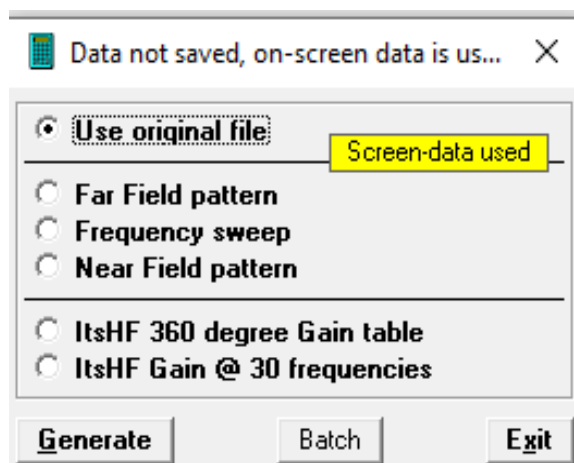 Data not saved, on-screen data is us...
Use original file
Screen-data used
Far Field pattern
Frequency sweep
Near Field pattern
ItsHF 360 degree Gain table
ItsHF Gain @ 30 frequencies
Generate Batch Exit